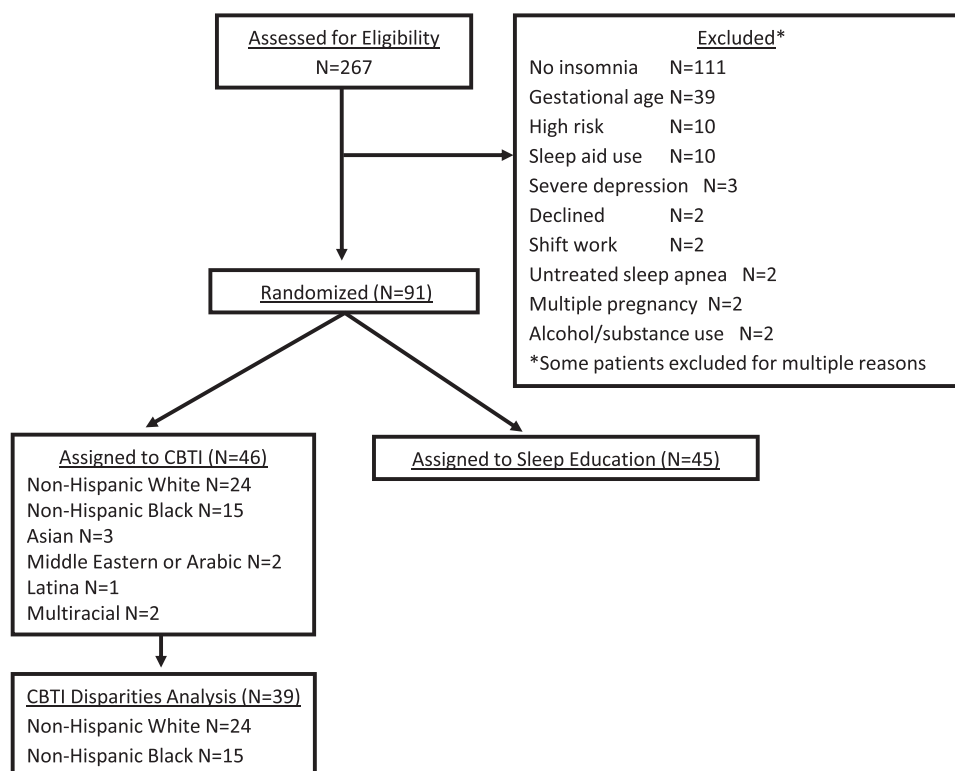 Assessed for Eligibility
N=267
Excluded*
No insomnia N=111
Gestational age N=39
High risk N=10
Sleep aid use N=10
Severe depression N=3
Declined N=2
Shift work N=2
Untreated sleep apnea N=2
Multiple pregnancy N=2
Alcohol/substance use N=2
*Some patients excluded for multiple reasons
Randomized (N=91)
Assigned to CBTI (N=46)
Non-Hispanic White N=24
Non-Hispanic Black N=15
Asian N=3
Middle Eastern or Arabic N=2
Latina N=1
Multiracial N=2
Assigned to Sleep Education (N=45)
CBTI Disparities Analysis (N=39)
Non-Hispanic White N=24
Non-Hispanic Black N=15